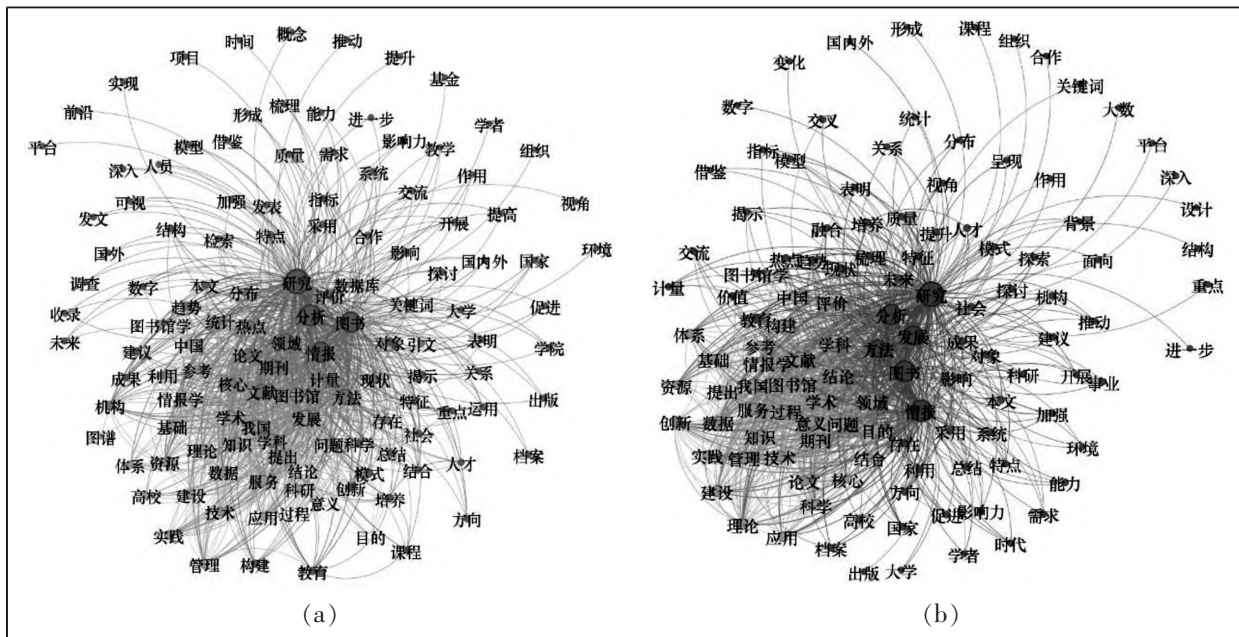 概念
时间
推动
项目
提升
实现
基金
前沿
形成
梳理
能力
进一步
学者
平台
模型
借鉴
质量
需求
影响力
教学
组织
深入
人员
系统
交流
作用
可视
加强
发表
指标
提高
视角
发文
结构
检索
特点
采用
合作
开展
国外
影响
环境
调查
数字
本文
分布
研究
评价
数据库
探讨
国内外
国家
收录
趋势
关键词
大学
促进
未来
图书馆学
统计
热点
分析
图书
表明
学院
建议
中国
领域
情报
对象
引文
成果
利用
参考
论文
期刊
计量
现状
揭示
关系
机构
情报学
核心
文献
图书馆
方法
特征
重点
运用
出版
图谱
基础
学术
我国
发展
存在
社会
理论
知识
学科
问题
科学
体系
资源
数据
提出
结论
总结
结合
人才
档案
高校
建设
服务
科研
创新
模式
培养
技术
应用
过程
意义
实践
目的
课程
方向
管理
构建
教育
(a)
形成
课程
国内外
组织
变化
合作
关键词
数字
交叉
统计
大数
指标
模型
关系
分布
平台
借鉴
表明
视角
呈现
作用
深入
揭示
融合
培养
质量
提升
人才
背景
设计
交流
热点
趋势
现状
梳理
特征
模式
探索
面向
结构
计量
图书馆学
价值
中国
评价
未来
研究
社会
探讨
机构
重点
体系
教育
构建
分析
发展
推动
基础
参考
学科
方法
成果
建议
进一步
资源
情报学
文献
图书
对象
提出
我国
图书馆
结论
影响
科研
开展
事业
创新
数据
服务
过程
学术
领域
情报
本文
加强
知识
意义
问题
期刊
目的
存在
采用
系统
环境
实践
管理
技术
结合
利用
总结
特点
能力
建设
论文
核心
方向
理论
应用
科学
高校
国家
促进
影响力
需求
档案
学者
时代
出版
大学
(b)